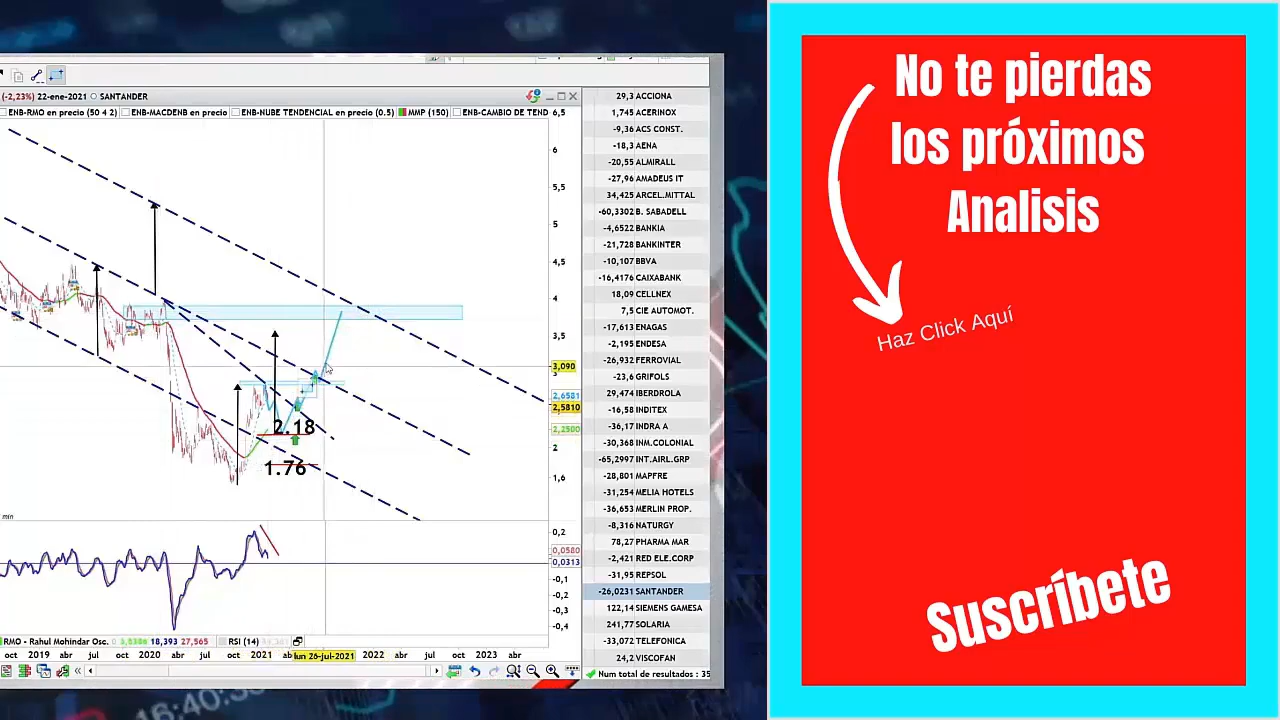 (-2,23%) 22-ene-2021 SANTANDER
ENB-RMO en precio (50 4 2) ENB-MACDENB en precio ENB-NUBE TENDENCIAL en precio (0.5) MMP (150) ENB-CAMBIO DE TEND
6,5
6
5,5
5
4,5
4
3,5
3,090
2,6581
2,5810
2,2500
2
1,6
2.18
1.76
min
0,2
0,0580
0,0313
-0,1
-0,2
-0,3
-0,4
RMO - Rahul Mohindar Osc. 18,393 27,565 RSI (14)
oct 2019 abr jul oct 2020 abr jul oct 2021 ab lun 26-jul-2021 2022 abr jul oct 2023 abr
29,3 ACCIONA
1,745 ACERINOX
-9,36 ACS CONST.
-18,3 AENA
-20,55 ALMIRALL
-27,96 AMADEUS IT
34,425 ARCEL.MITTAL
-60,3302 B. SABADELL
-4,6522 BANKIA
-21,728 BANKINTER
-10,107 BBVA
-16,4176 CAIXABANK
18,09 CELLNEX
7,5 CIE AUTOMOT.
-17,613 ENAGAS
-2,195 ENDESA
-26,932 FERROVIAL
-23,6 GRIFOLS
29,474 IBERDROLA
-16,58 INDITEX
-36,17 INDRA A
-30,368 INM.COLONIAL
-65,2997 INT.AIRL.GRP
-28,801 MAPFRE
-31,254 MELIA HOTELS
-36,653 MERLIN PROP.
-8,316 NATURGY
78,27 PHARMA MAR
-2,421 RED ELE.CORP
-31,95 REPSOL
-26,0231 SANTANDER
122,14 SIEMENS GAMESA
241,77 SOLARIA
-33,072 TELEFONICA
24,2 VISCOFAN
Num total de resultados : 35
No te pierdas
los próximos
Analisis
Haz Click Aquí
Suscríbete